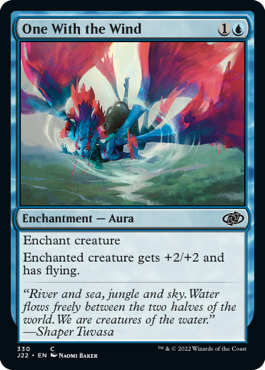 One With the Wind 1
Enchantment — Aura
Enchant creature
Enchanted creature gets +2/+2 and
has flying.
“River and sea, jungle and sky. Water
flows freely between the two halves of the
world. We are creatures of the water.”
—Shaper Tuvasa
330 C
J22 • EN NAOMI BAKER
™ & © 2022 Wizards of the Coast